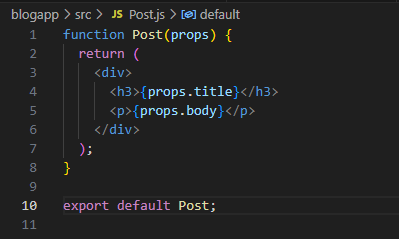 blogapp > src > JS Post.js > default
1 function Post(props) {
2   return (
3     <div>
4       <h3>{props.title}</h3>
5       <p>{props.body}</p>
6     </div>
7   );
8 }
9
10 export default Post;
11